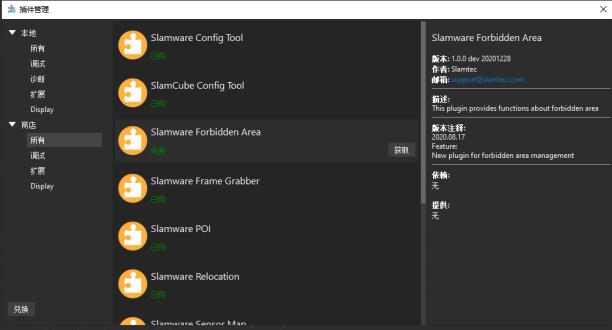 插件管理
本地
所有
调试
诊断
扩展
Display
商店
所有
调试
扩展
Display
兑换
Slamware Config Tool
已购
SlamCube Config Tool
已购
Slamware Forbidden Area
免费
获取
Slamware Frame Grabber
已购
Slamware POI
已购
Slamware Relocation
已购
Slamware Sensor Map
Slamware Forbidden Area
版本: 1.0.0 dev 20201228
作者: Slamtec
邮箱: support@slamtec.com
描述:
This plugin provides functions about forbidden area
版本注释:
2020.08.17
Feature:
New plugin for forbidden area management
依赖:
无
提供:
无